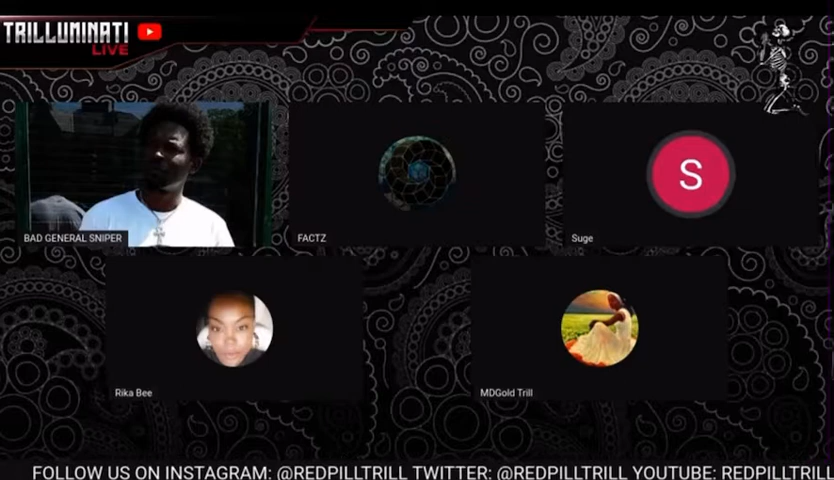 TRILLUMINATI
LIVE
BAD GENERAL SNIPER
FACTZ
S
Suge
Rika Bee
MDGold Trill
FOLLOW US ON INSTAGRAM: @REDPILLTRILL TWITTER: @REDPILLTRILL YOUTUBE: REDPILLTRILL